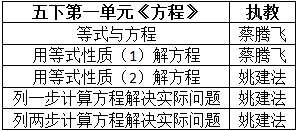 五下第一单元《方程》 执教
等式与方程 蔡腾飞
用等式性质（1）解方程 蔡腾飞
用等式性质（2）解方程 姚建法
列一步计算方程解决实际问题 姚建法
列两步计算方程解决实际问题 姚建法